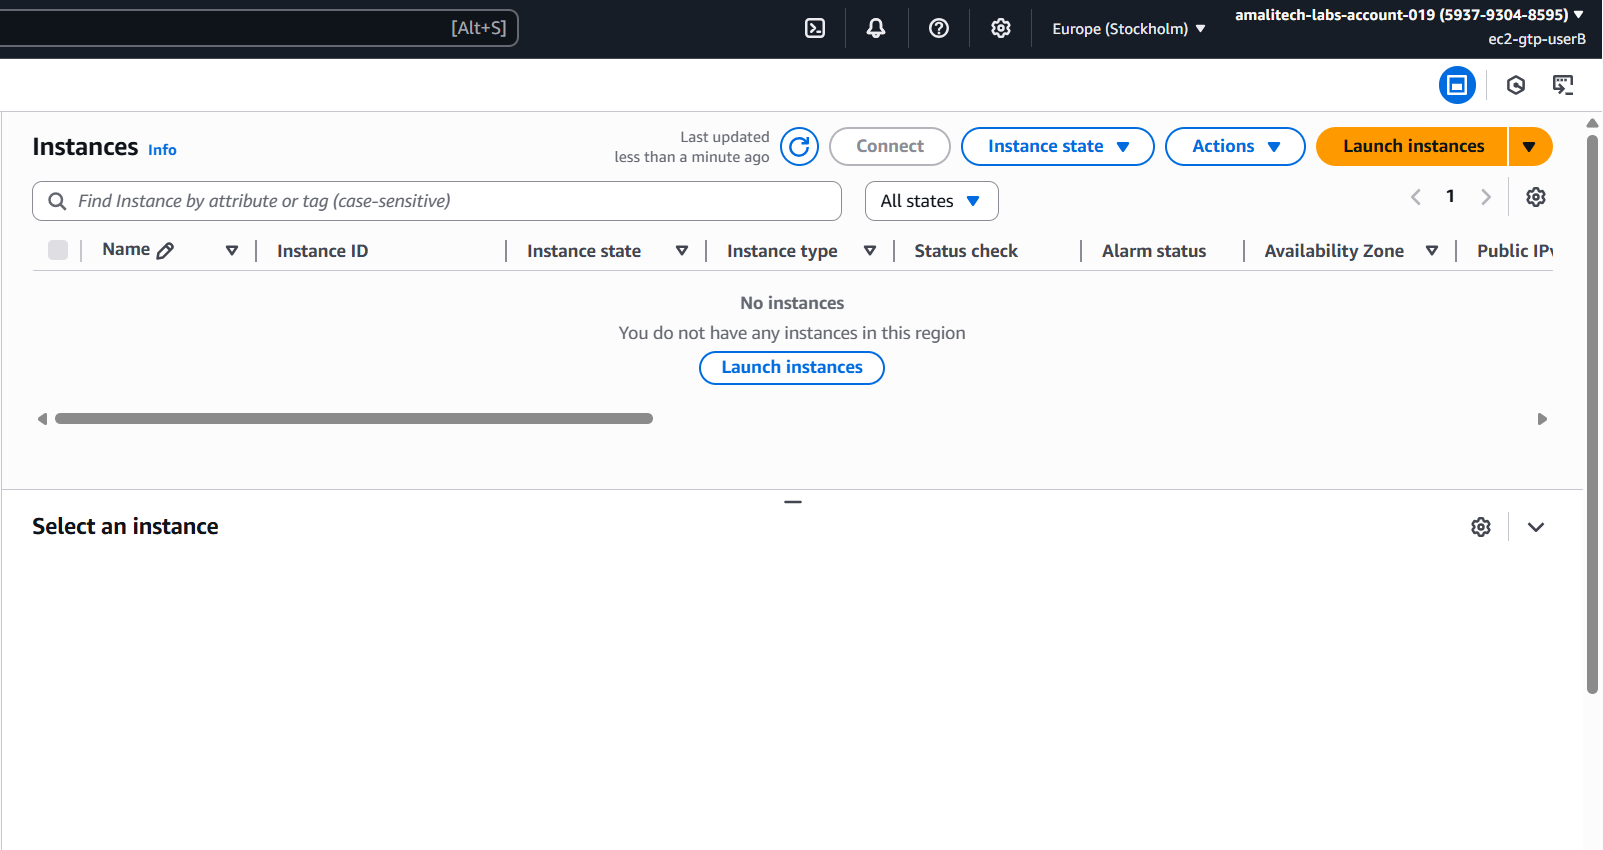 [Alt+S]
Europe (Stockholm)
amalitech-labs-account-019 (5937-9304-8595)
ec2-gtp-userB
Instances Info
Last updated
less than a minute ago
Connect
Instance state
Actions
Launch instances
Find Instance by attribute or tag (case-sensitive)
All states
1
Name
Instance ID
Instance state
Instance type
Status check
Alarm status
Availability Zone
Public IPv
No instances
You do not have any instances in this region
Launch instances
Select an instance